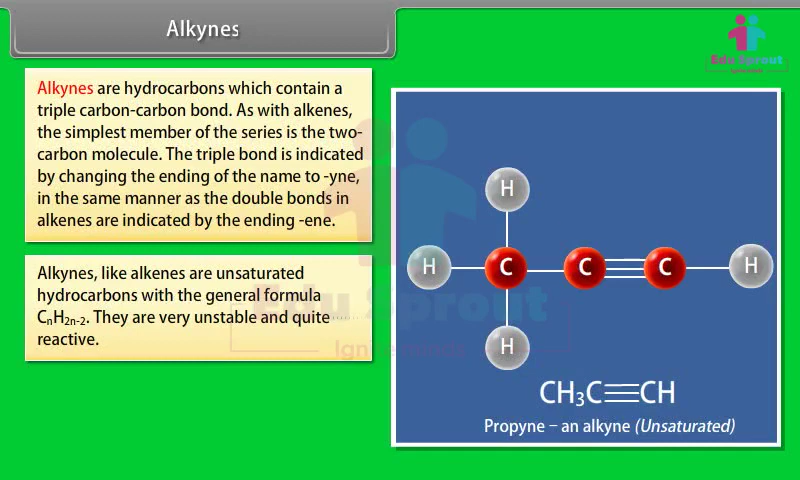 Alkynes
Edu Sprout
Alkynes are hydrocarbons which contain a
triple carbon-carbon bond. As with alkenes,
the simplest member of the series is the two-
carbon molecule. The triple bond is indicated
by changing the ending of the name to -yne,
in the same manner as the double bonds in
alkenes are indicated by the ending -ene.
Alkynes, like alkenes are unsaturated
hydrocarbons with the general formula
CₙH₂ₙ₋₂. They are very unstable and quite
reactive.
H
H C C C H
H
CH₃C≡CH
Propyne – an alkyne (Unsaturated)
Edu Sprout